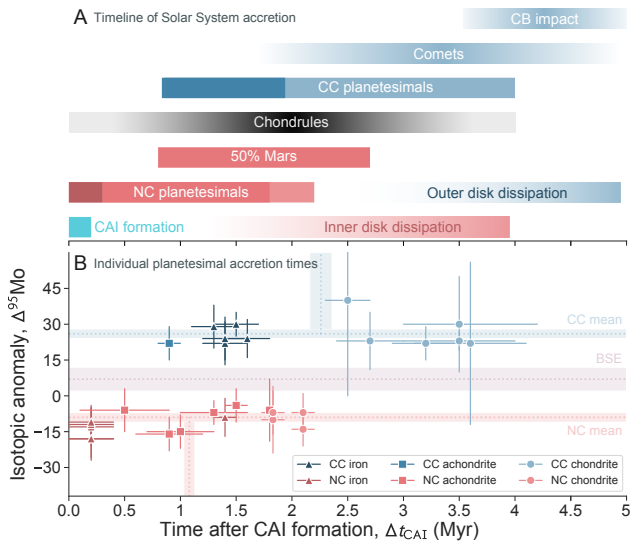 A Timeline of Solar System accretion
CB impact
Comets
CC planetesimals
Chondrules
50% Mars
NC planetesimals
Outer disk dissipation
CAI formation
Inner disk dissipation
B Individual planetesimal accretion times
Isotopic anomaly, Δ⁹⁵Mo
45
30
15
0
−15
−30
CC mean
BSE
NC mean
CC iron
CC achondrite
CC chondrite
NC iron
NC achondrite
NC chondrite
0.0 0.5 1 1.5 2 2.5 3 3.5 4 4.5 5
Time after CAI formation, Δt_CAI (Myr)